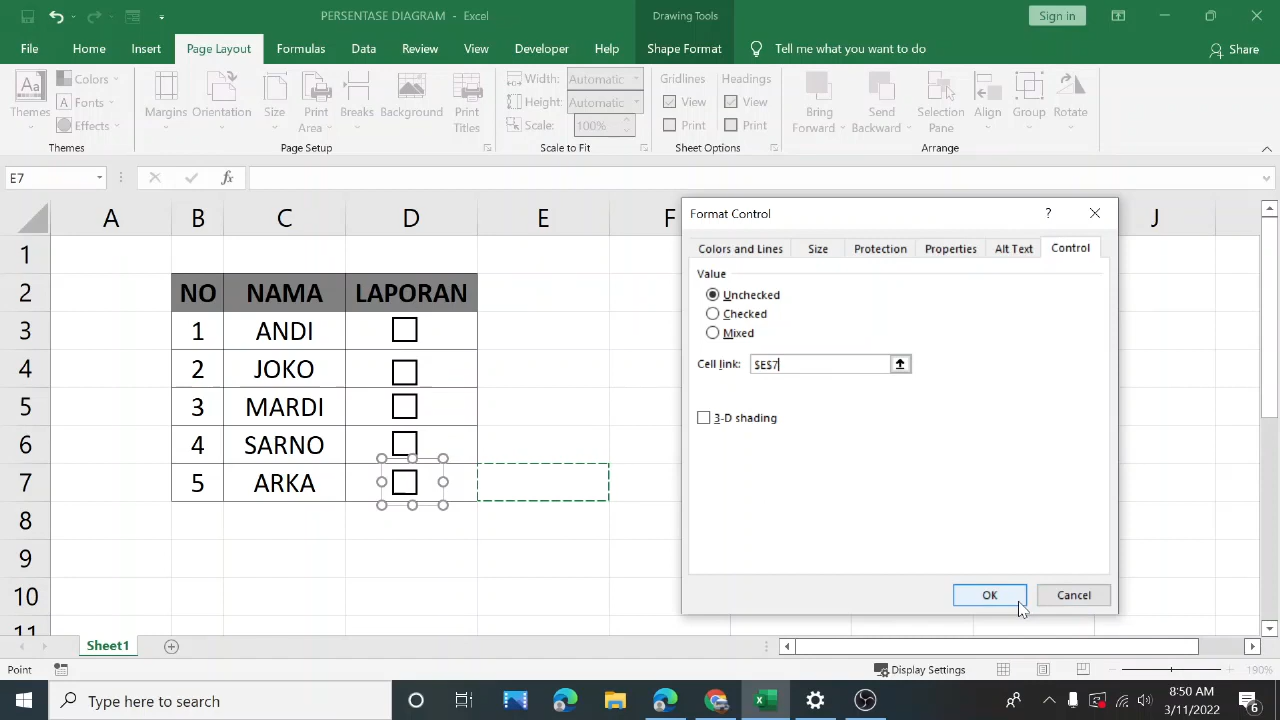 PERSENTASE DIAGRAM - Excel
Drawing Tools
Sign in
File Home Insert Page Layout Formulas Data Review View Developer Help Shape Format Tell me what you want to do Share
Themes
Colors
Fonts
Effects
Themes
Margins
Orientation
Size
Print Area
Breaks
Background
Print Titles
Page Setup
Width: Automatic
Height: Automatic
Scale: 100%
Scale to Fit
Gridlines
View
Print
Headings
View
Print
Sheet Options
Bring Forward
Send Backward
Selection Pane
Align
Group
Rotate
Arrange
E7
fx
A B C D E F J
1
2 NO NAMA LAPORAN
3 1 ANDI
4 2 JOKO
5 3 MARDI
6 4 SARNO
7 5 ARKA
8
9
10
11
Format Control
?
Colors and Lines Size Protection Properties Alt Text Control
Value
Unchecked
Checked
Mixed
Cell link: $E$7
3-D shading
OK Cancel
Sheet1
Point
Display Settings
190%
Type here to search
8:50 AM
3/11/2022
6